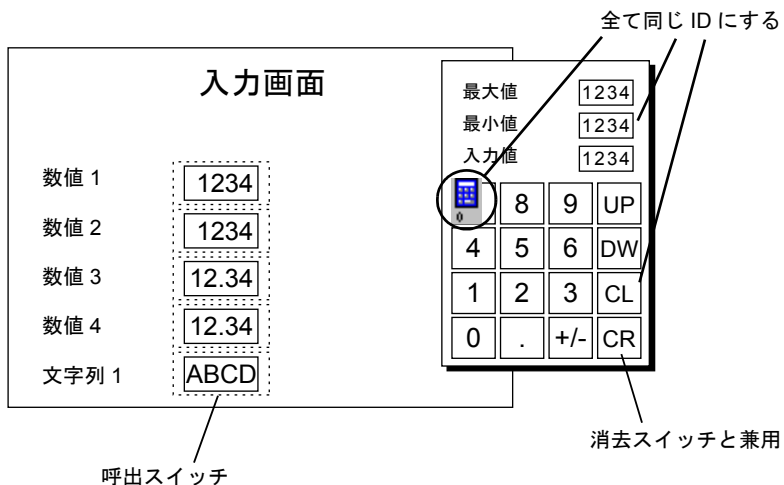 全て同じ ID にする
入力画面
最大値 1234
最小値 1234
入力値 1234
数値 1 1234
数値 2 1234
数値 3 12.34
数値 4 12.34
文字列 1 ABCD
0
8 9 UP
4 5 6 DW
1 2 3 CL
0 . +/- CR
消去スイッチと兼用
呼出スイッチ